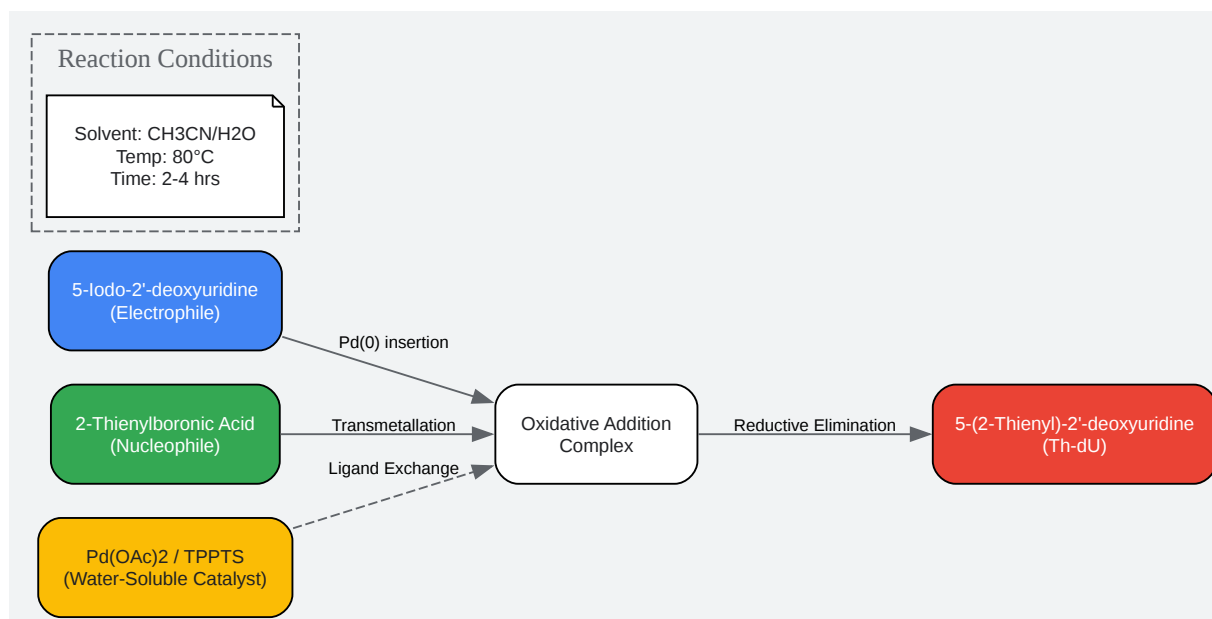 Reaction Conditions
Solvent: CH3CN/H2O
Temp: 80°C
Time: 2-4 hrs
5-Iodo-2'-deoxyuridine
(Electrophile)
Pd(0) insertion
2-Thienylboronic Acid
(Nucleophile)
Transmetallation
Ligand Exchange
Oxidative Addition
Complex
Reductive Elimination
5-(2-Thienyl)-2'-deoxyuridine
(Th-dU)
Pd(OAc)2 / TPPTS
(Water-Soluble Catalyst)